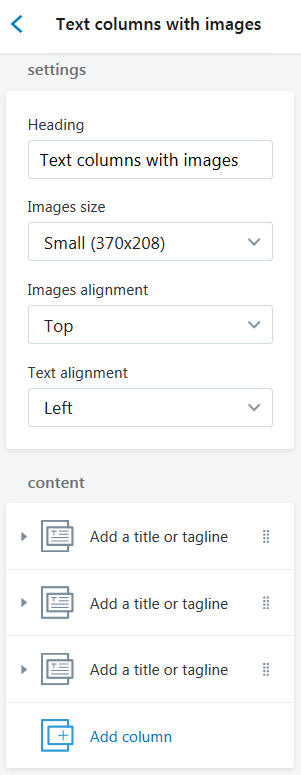 Text columns with images
settings
Heading
Text columns with images
Images size
Small (370x208)
Images alignment
Top
Text alignment
Left
content
Add a title or tagline
Add a title or tagline
Add a title or tagline
Add column